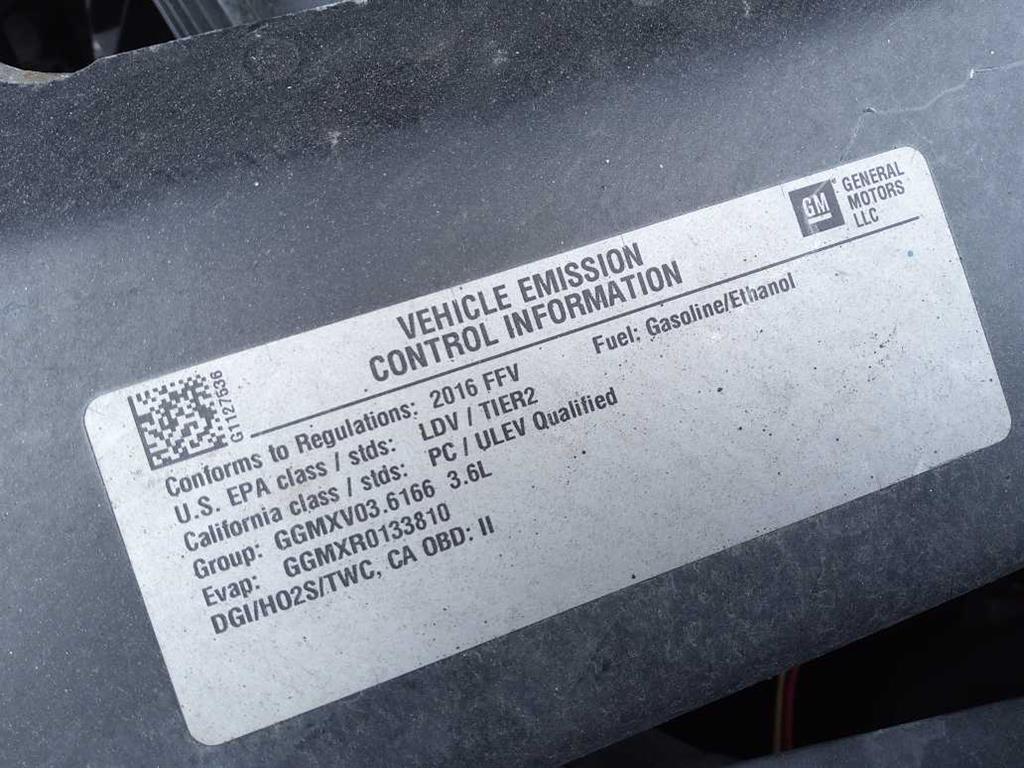 GM
GENERAL
MOTORS
LLC
VEHICLE EMISSION
CONTROL INFORMATION
G1127636
Fuel: Gasoline/Ethanol
Conforms to Regulations: 2016 FFV
U.S. EPA class / stds: LDV / TIER2
California class / stds: PC / ULEV Qualified
Group: GGMXV03.6166 3.6L
Evap: GGMXR0133810
DGI/HO2S/TWC, CA OBD: II